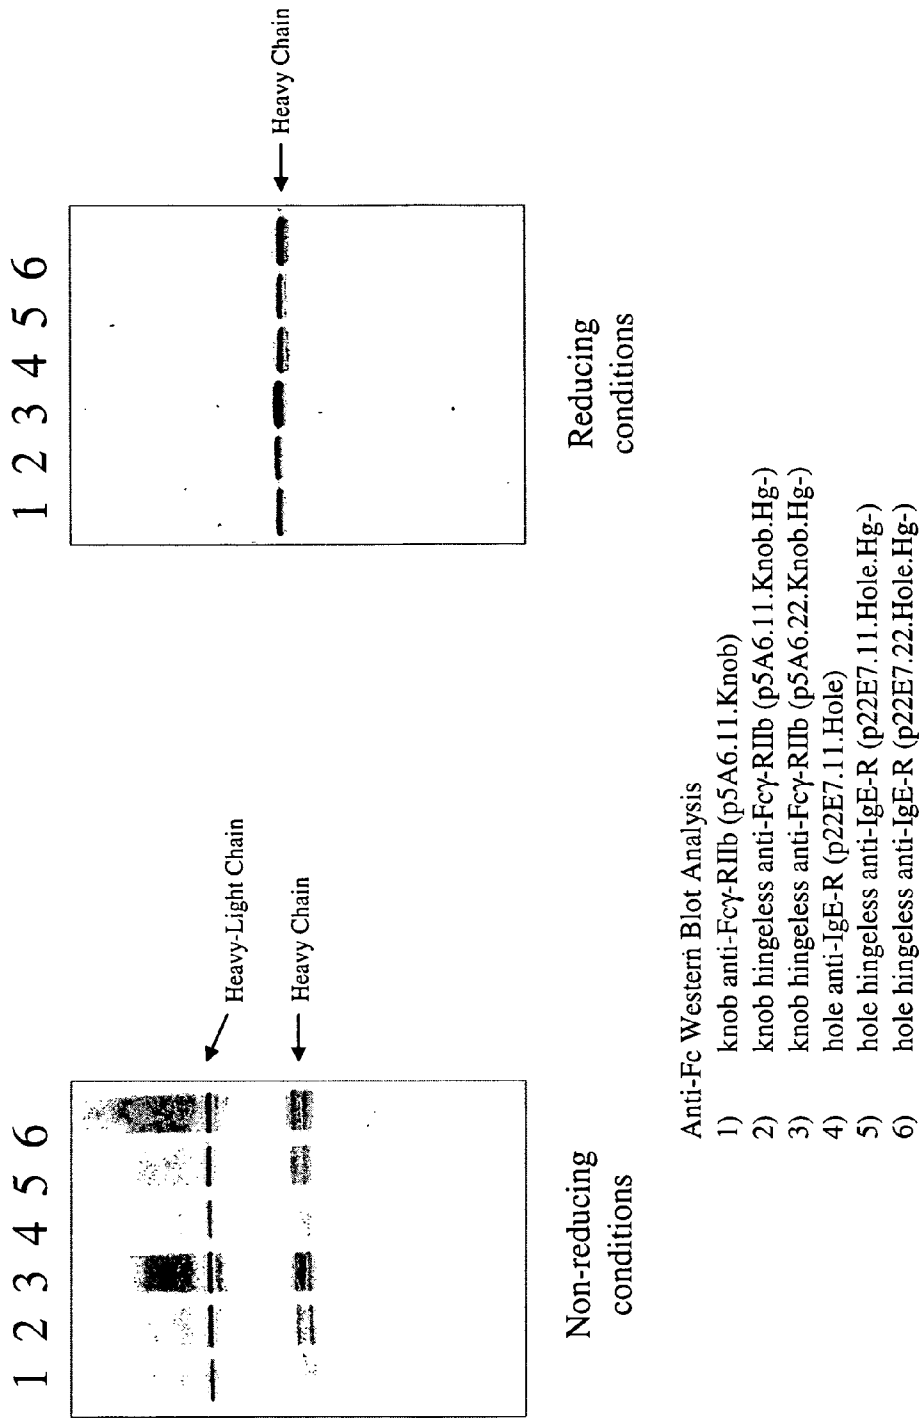 1 2 3 4 5 6
Heavy-Light Chain
Heavy Chain
Non-reducing
conditions
1 2 3 4 5 6
Heavy Chain
Reducing
conditions
Anti-Fc Western Blot Analysis
1) knob anti-Fcγ-RIIb (p5A6.11.Knob)
2) knob hingeless anti-Fcγ-RIIb (p5A6.11.Knob.Hg-)
3) knob hingeless anti-Fcγ-RIIb (p5A6.22.Knob.Hg-)
4) hole anti-IgE-R (p22E7.11.Hole)
5) hole hingeless anti-IgE-R (p22E7.11.Hole.Hg-)
6) hole hingeless anti-IgE-R (p22E7.22.Hole.Hg-)